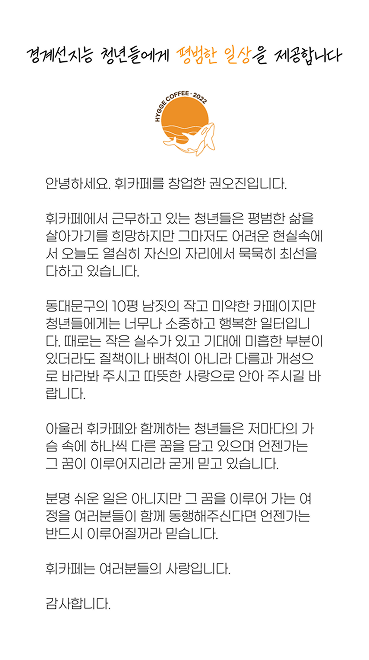 경계선지능 청년들에게 평범한 일상을 제공합니다
HYGGE COFFEE · 2022
안녕하세요. 휘카페를 창업한 권오진입니다.
휘카페에서 근무하고 있는 청년들은 평범한 삶을
살아가기를 희망하지만 그마저도 어려운 현실속에
서 오늘도 열심히 자신의 자리에서 묵묵히 최선을
다하고 있습니다.
동대문구의 10평 남짓의 작고 미약한 카페이지만
청년들에게는 너무나 소중하고 행복한 일터입니
다. 때로는 작은 실수가 있고 기대에 미흡한 부분이
있더라도 질책이나 배척이 아니라 다름과 개성으
로 바라봐 주시고 따뜻한 사랑으로 안아 주시길 바
랍니다.
아울러 휘카페와 함께하는 청년들은 저마다의 가
슴 속에 하나씩 다른 꿈을 담고 있으며 언젠가는
그 꿈이 이루어지리라 굳게 믿고 있습니다.
분명 쉬운 일은 아니지만 그 꿈을 이루어 가는 여
정을 여러분들이 함께 동행해주신다면 언젠가는
반드시 이루어질꺼라 믿습니다.
휘카페는 여러분들의 사랑입니다.
감사합니다.